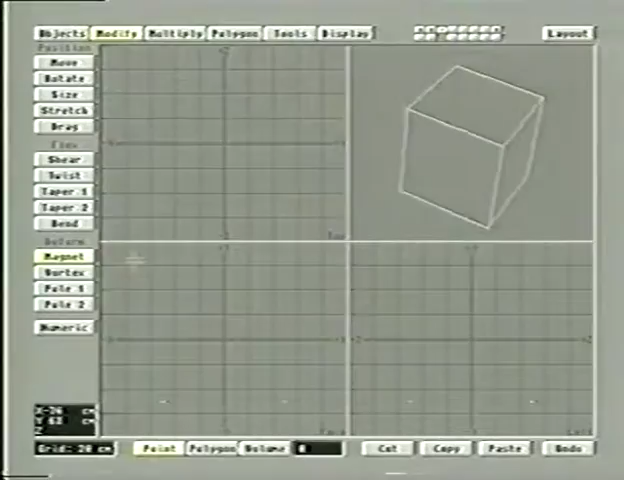 Objects Modify Multiply Polygon Tools Display Layout
Position
Move
Rotate
Size
Stretch
Drag
Flex
Shear
Twist
Taper 1
Taper 2
Bend
Deform
Magnet
Vortex
Pole 1
Pole 2
Numeric
Top
Face
Left
Grid: 20 cm
Point Polygon Volume 0 Cut Copy Paste Undo